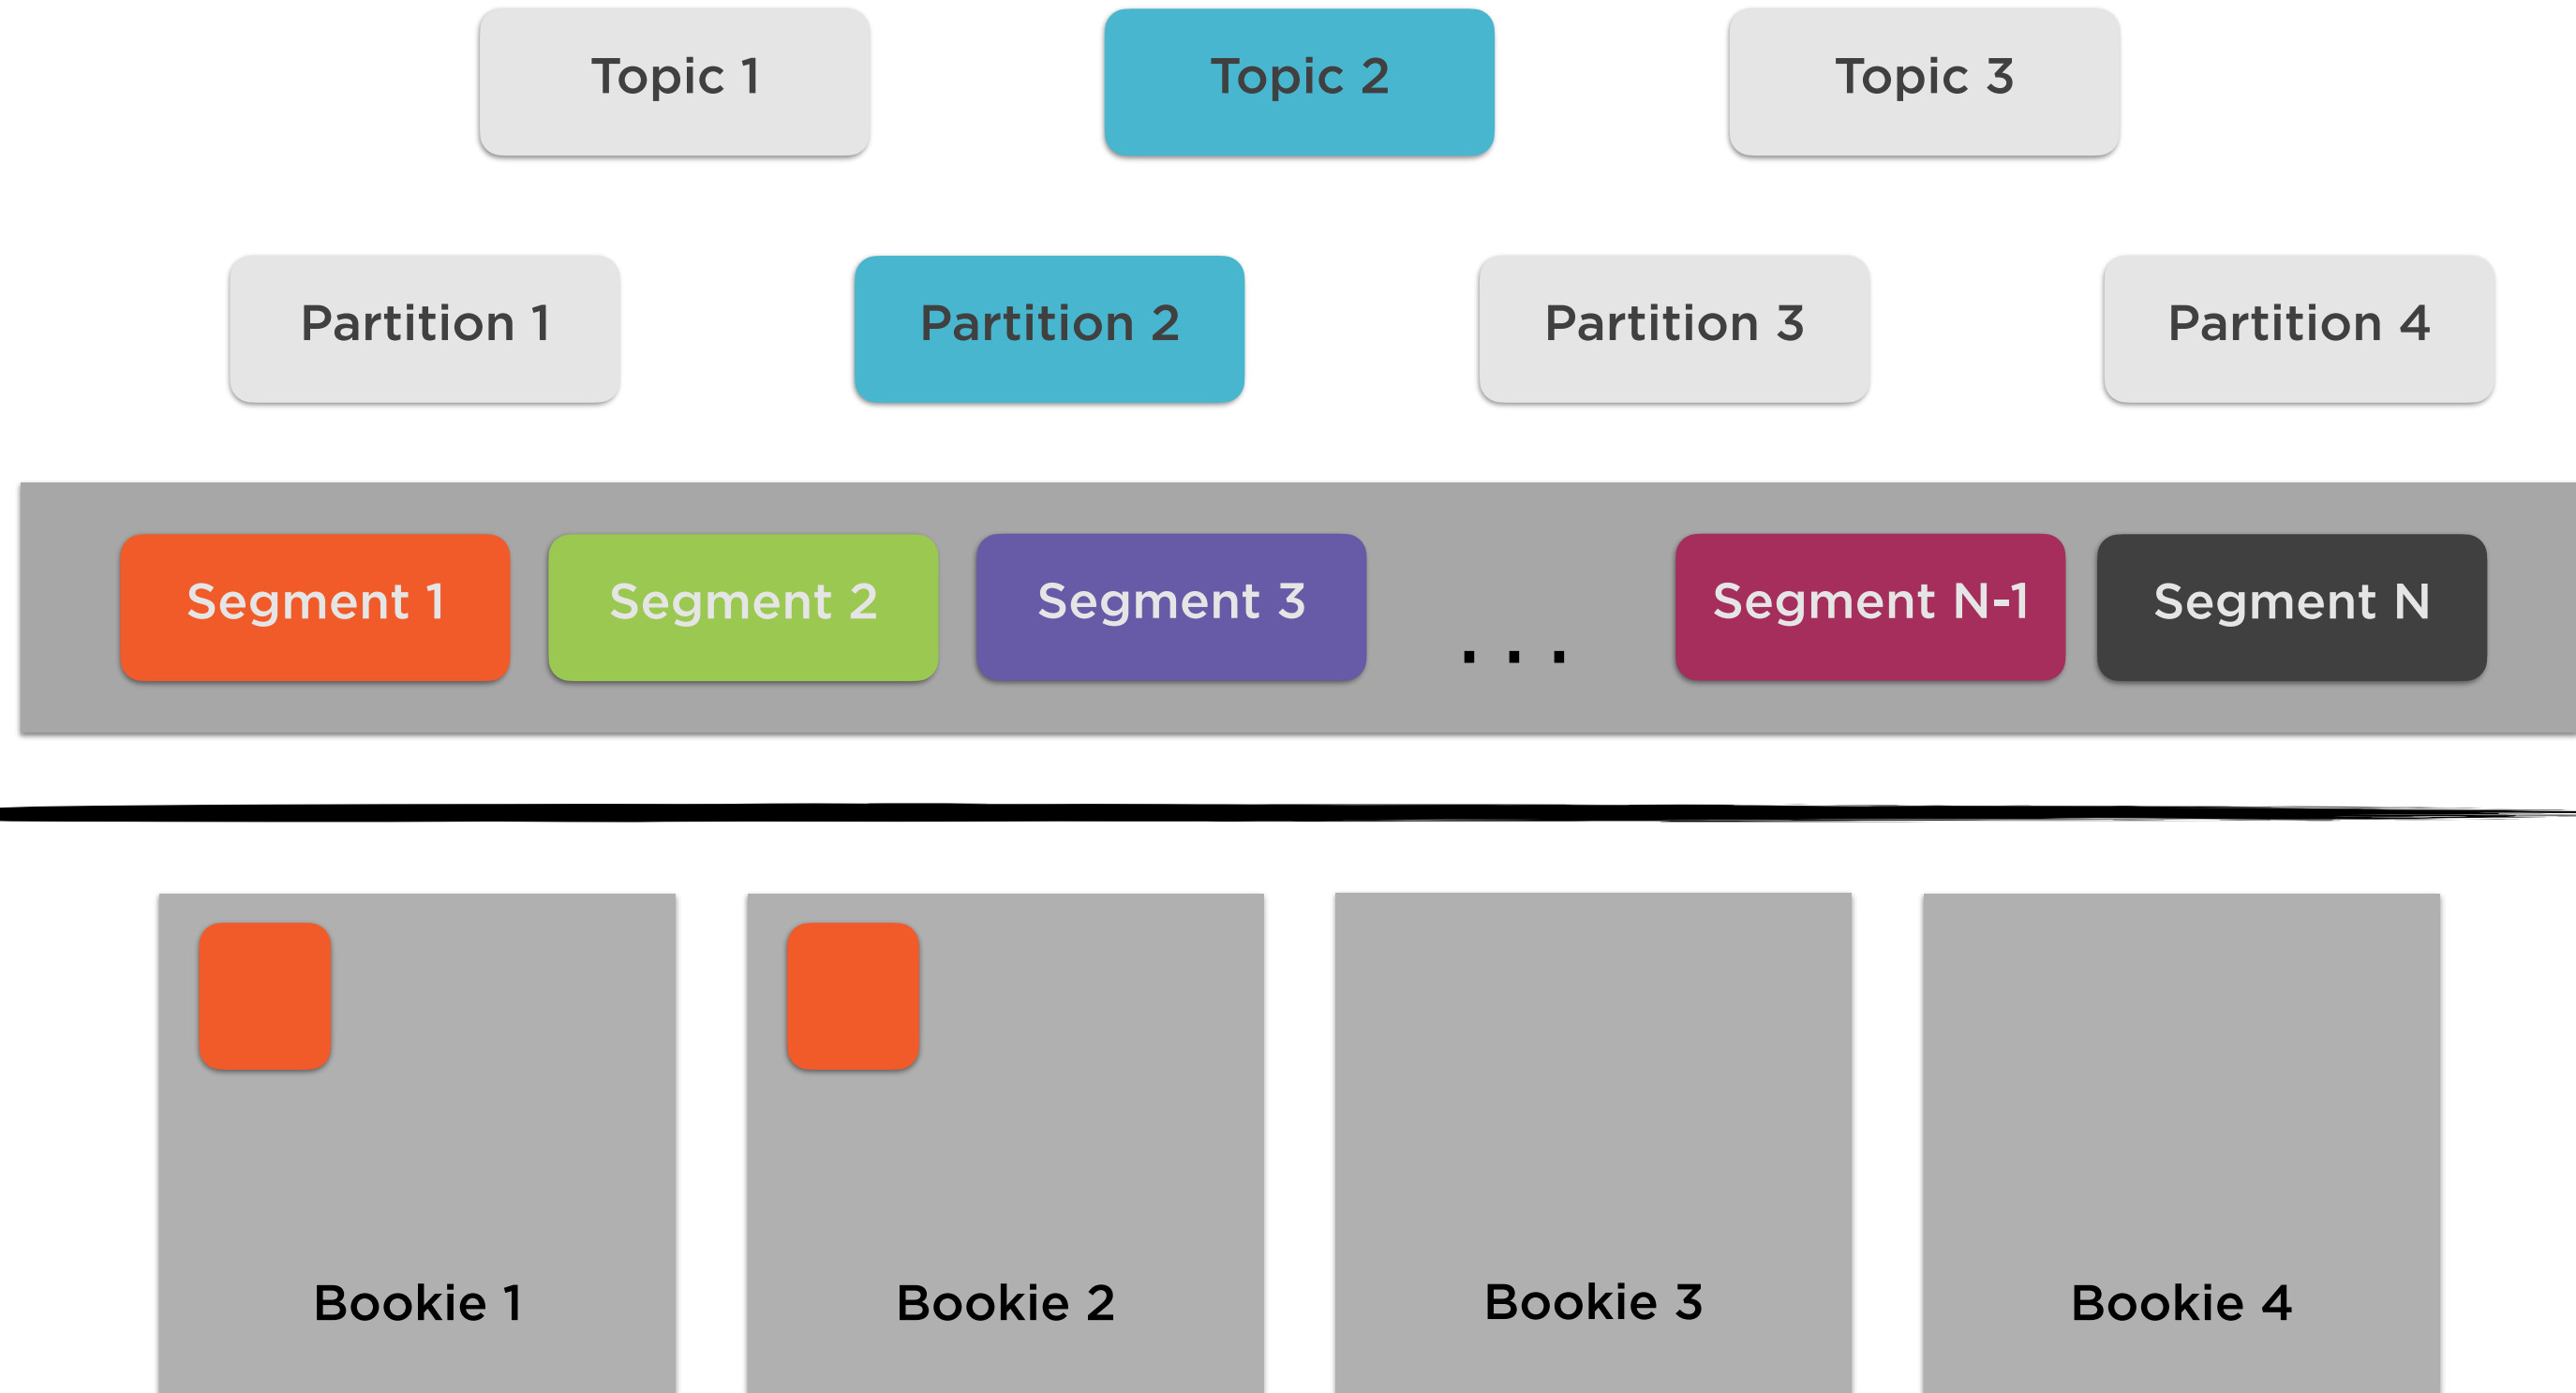 Topic 1
Topic 2
Topic 3
Partition 1
Partition 2
Partition 3
Partition 4
Segment 1
Segment 2
Segment 3
...
Segment N-1
Segment N
Bookie 1
Bookie 2
Bookie 3
Bookie 4